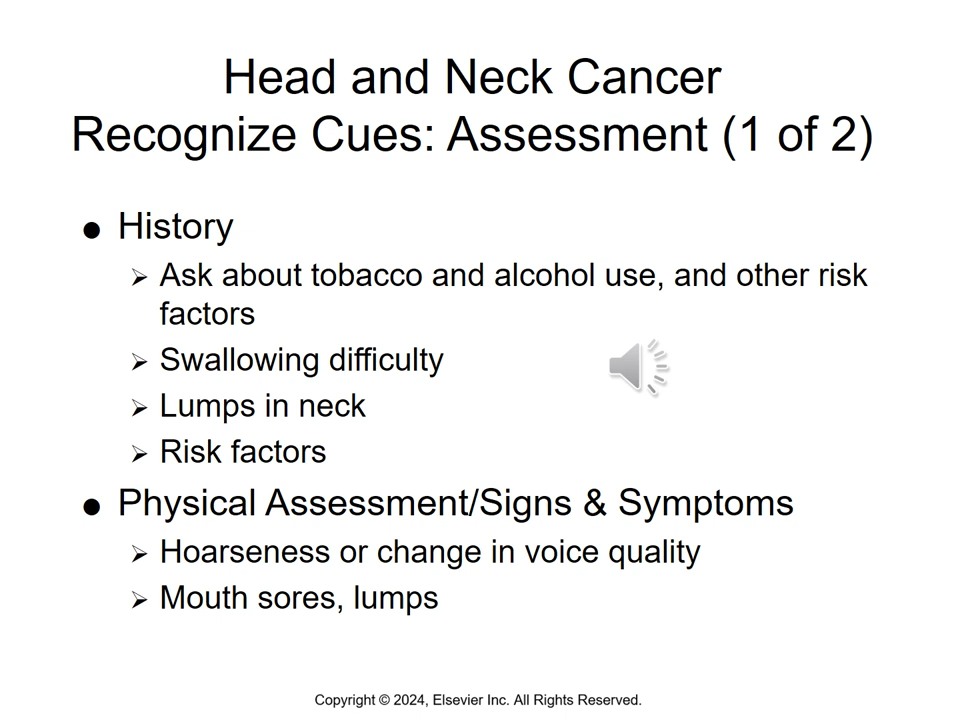 Head and Neck Cancer
Recognize Cues: Assessment (1 of 2)
● History
➢ Ask about tobacco and alcohol use, and other risk
factors
➢ Swallowing difficulty
➢ Lumps in neck
➢ Risk factors
● Physical Assessment/Signs & Symptoms
➢ Hoarseness or change in voice quality
➢ Mouth sores, lumps
Copyright © 2024, Elsevier Inc. All Rights Reserved.